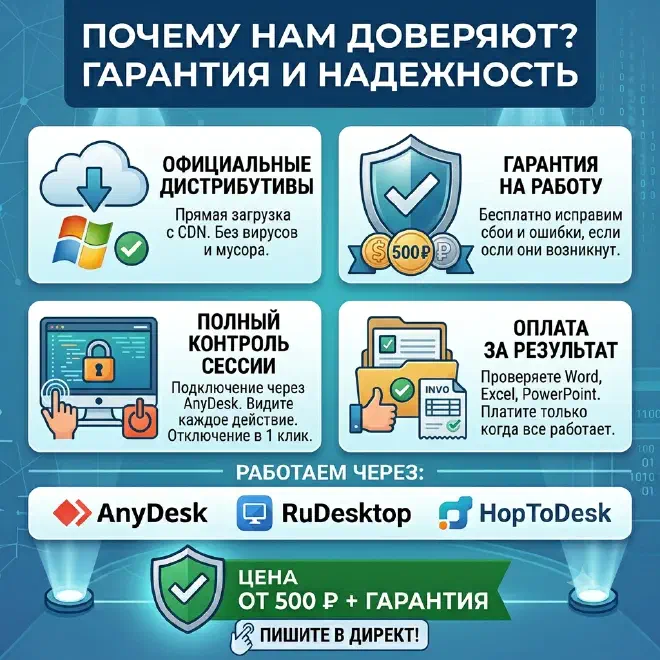 ПОЧЕМУ НАМ ДОВЕРЯЮТ?
ГАРАНТИЯ И НАДЕЖНОСТЬ
ОФИЦИАЛЬНЫЕ
ДИСТРИБУТИВЫ
Прямая загрузка
с CDN. Без вирусов
и мусора.
ГАРАНТИЯ
НА РАБОТУ
Бесплатно исправим
сбои и ошибки, если
осли они возникнут.
$
500 ₽
₽
ПОЛНЫЙ
КОНТРОЛЬ
СЕССИИ
Подключение через
AnyDesk. Видите
каждое действие.
Отключение в 1 клик.
ОПЛАТА
ЗА РЕЗУЛЬТАТ
Проверяете Word,
Excel, PowerPoint.
Платите только
когда все работает.
INVO
РАБОТАЕМ ЧЕРЕЗ:
AnyDesk
RuDesktop
HopToDesk
ЦЕНА
ОТ 500 ₽ + ГАРАНТИЯ
ПИШИТЕ В ДИРЕКТ!